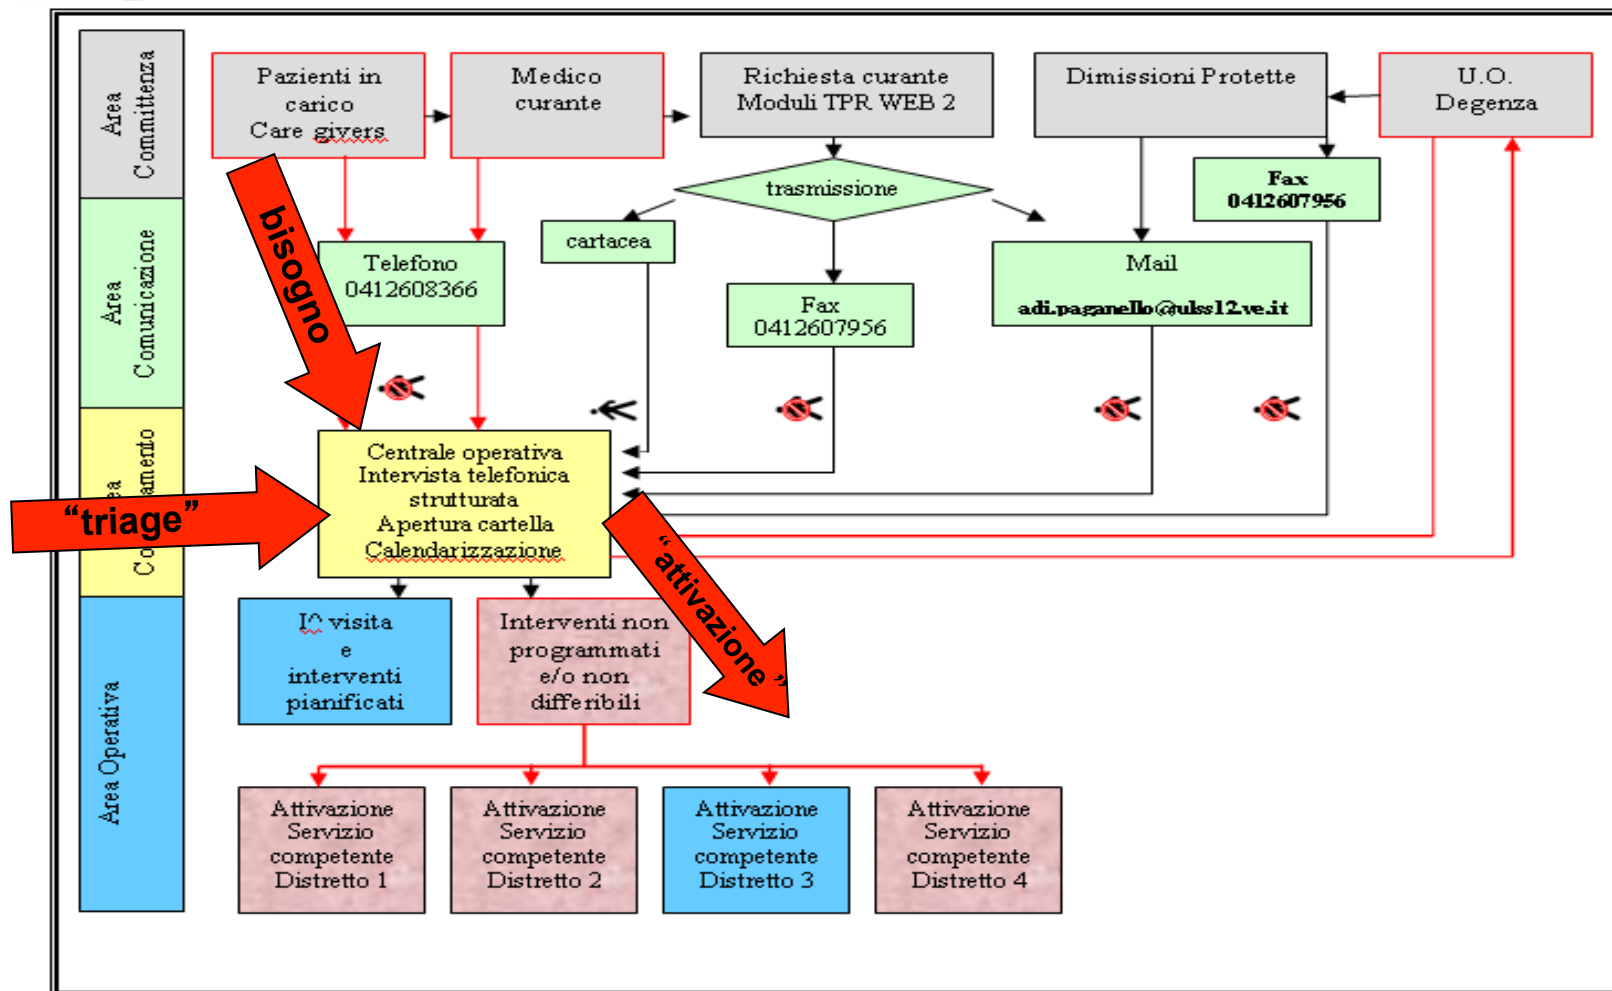 Area
Committenza
Pazienti in
carico
Care givers
Medico
curante
Richiesta curante
Moduli TPR WEB 2
Dimissioni Protette
U.O.
Degenza
Area
Comunicazione
trasmissione
Fax
0412607956
bisogno
cartacea
Telefono
0412608366
Fax
0412607956
Mail
adi.paganello@ulss12.ve.it
“triage”
Centrale operativa
Intervista telefonica
strutturata
Apertura cartella
Calendarizzazione
“attivazione ”
Area Operativa
I^ visita
e
interventi
pianificati
Interventi non
programmati
e/o non
differibili
Attivazione
Servizio
competente
Distretto 1
Attivazione
Servizio
competente
Distretto 2
Attivazione
Servizio
competente
Distretto 3
Attivazione
Servizio
competente
Distretto 4